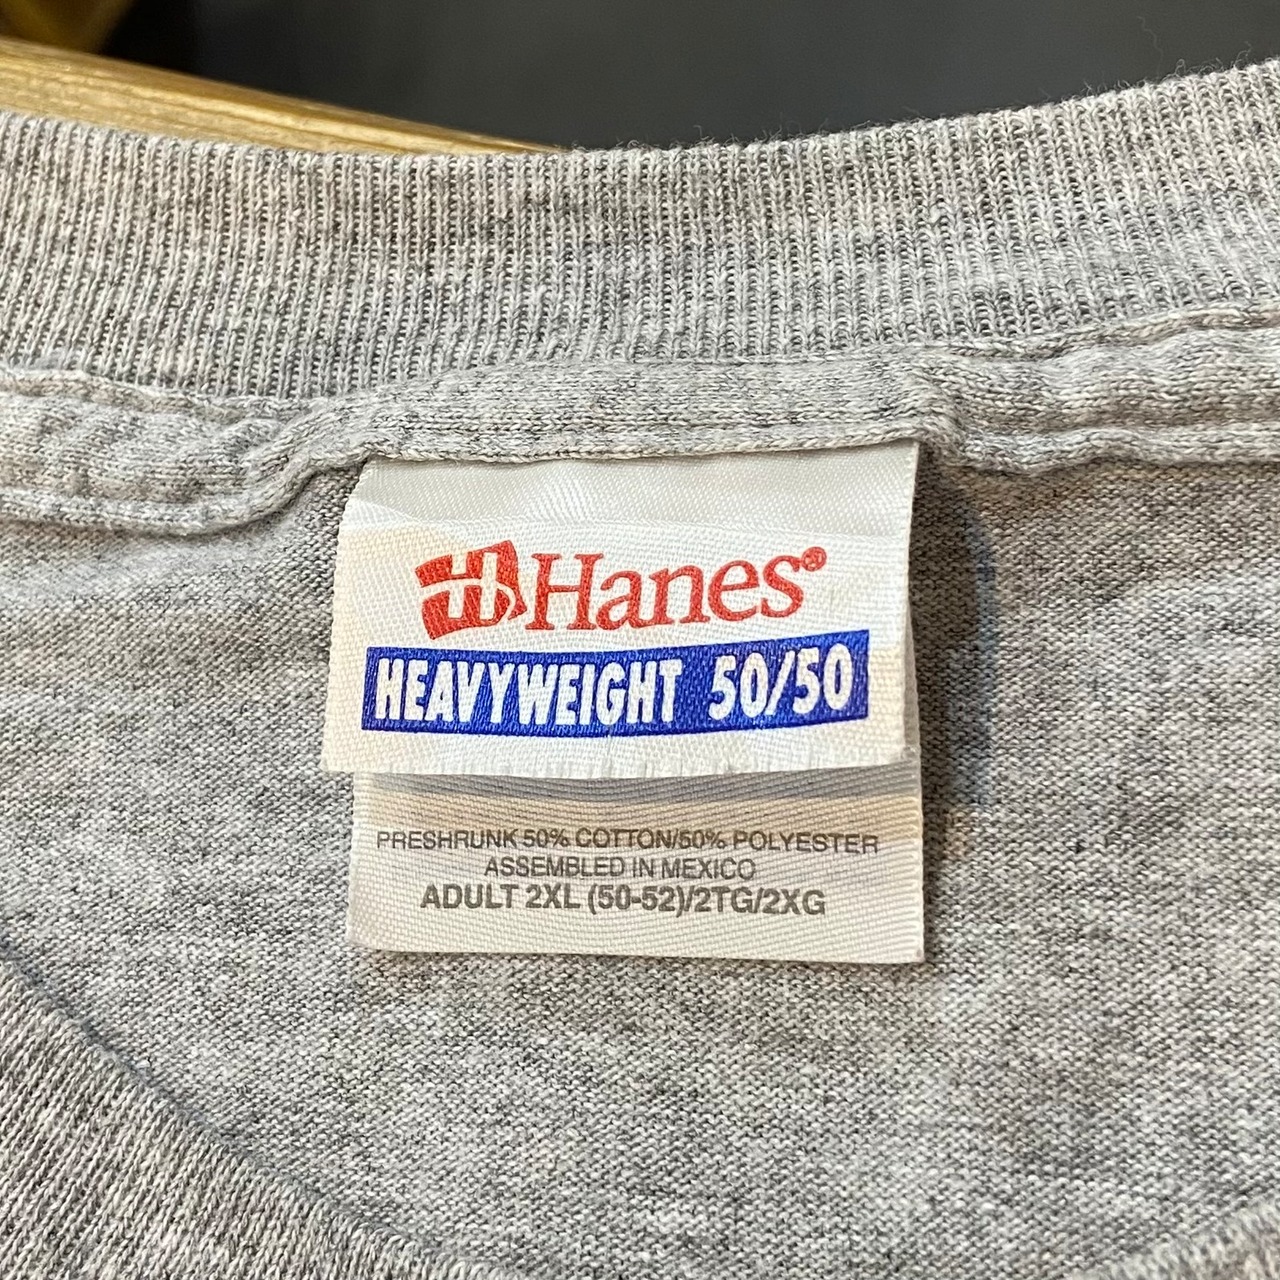 H Hanes®
HEAVYWEIGHT 50/50
PRESHRUNK 50% COTTON/50% POLYESTER
ASSEMBLED IN MEXICO
ADULT 2XL (50-52)/2TG/2XG